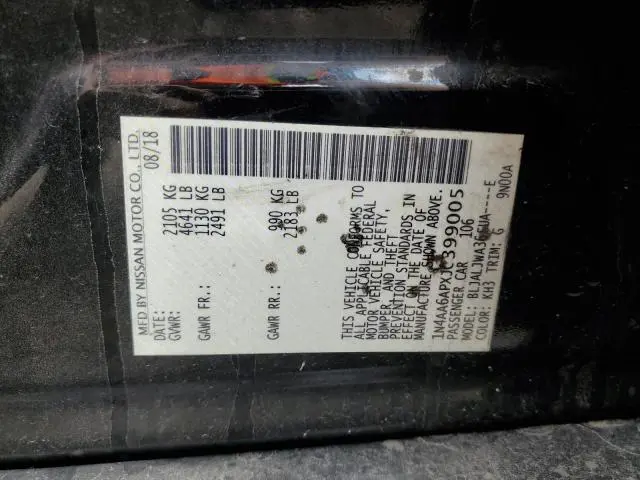 MFD BY NISSAN MOTOR CO., LTD.
DATE: 08/18
GVWR: 2105 KG
4641 LB
GAWR FR.: 1130 KG
2491 LB
GAWR RR.: 990 KG
2183 LB
THIS VEHICLE CONFORMS TO
ALL APPLICABLE FEDERAL
MOTOR VEHICLE SAFETY,
BUMPER, AND THEFT
PREVENTION STANDARDS IN
EFFECT ON THE DATE OF
MANUFACTURE SHOWN ABOVE.
1N4AA6APXJC399005
PASSENGER CAR 106
MODEL: UA----E
COLOR: KH3 TRIM: G 9N00A